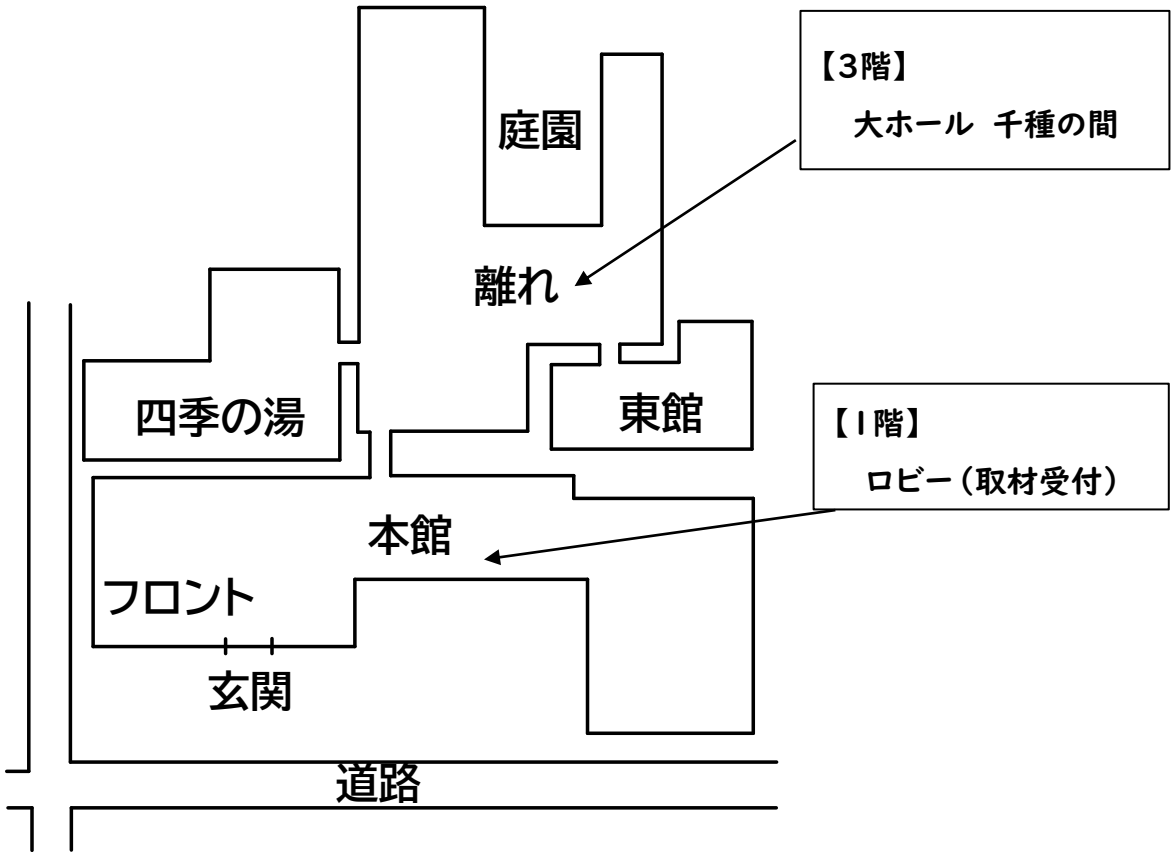 【3階】
大ホール 千種の間
庭園
離れ
四季の湯
東館
【1階】
ロビー（取材受付）
本館
フロント
玄関
道路